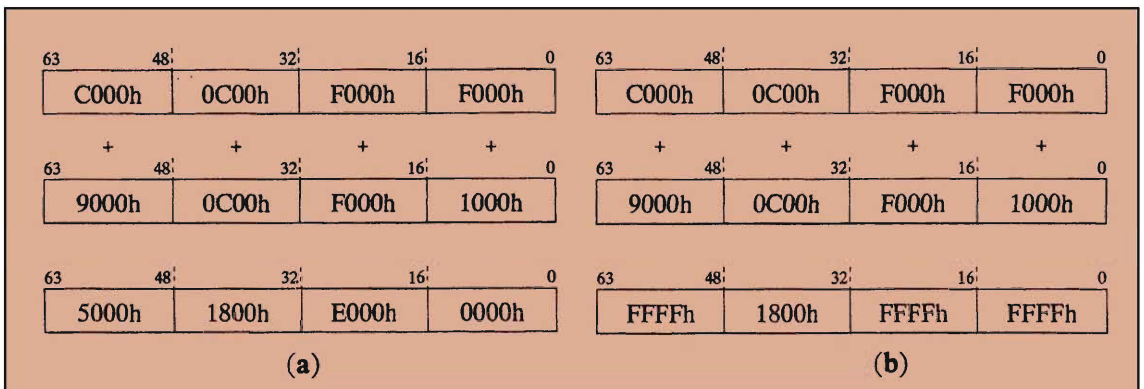 63 48 32 16 0
C000h 0C00h F000h F000h
+ + + +
63 48 32 16 0
9000h 0C00h F000h 1000h
63 48 32 16 0
5000h 1800h E000h 0000h
(a)
63 48 32 16 0
C000h 0C00h F000h F000h
+ + + +
63 48 32 16 0
9000h 0C00h F000h 1000h
63 48 32 16 0
FFFFh 1800h FFFFh FFFFh
(b)